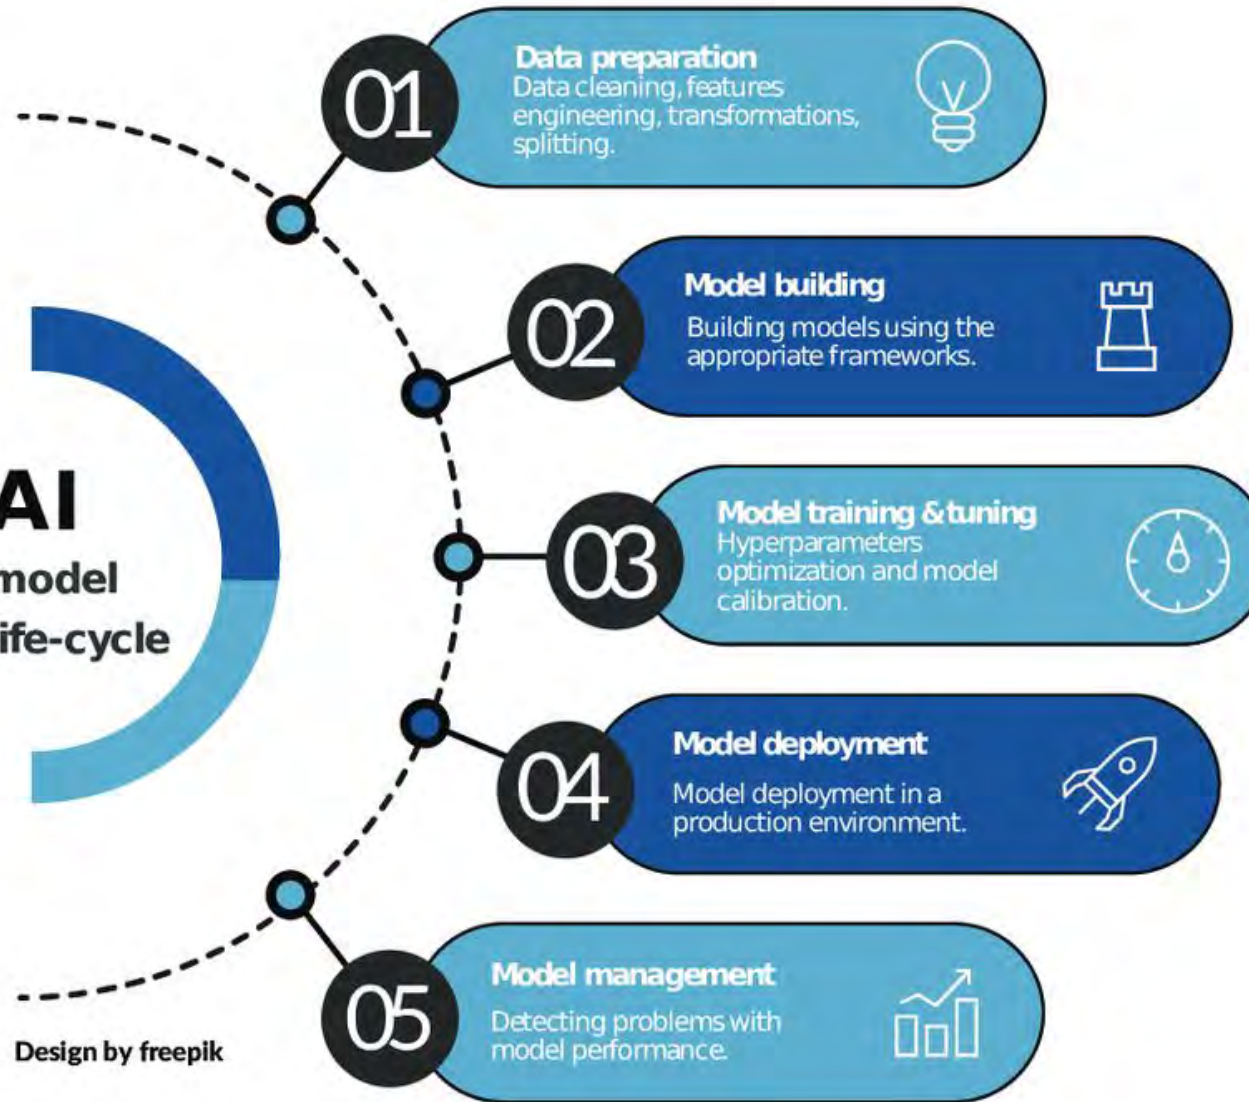 AI
model
ife-cycle
01
Data preparation
Data cleaning, features
engineering, transformations,
splitting.
02
Model building
Building models using the
appropriate frameworks.
03
Model training & tuning
Hyperparameters
optimization and model
calibration.
04
Model deployment
Model deployment in a
production environment.
05
Model management
Detecting problems with
model performance.
Design by freepik